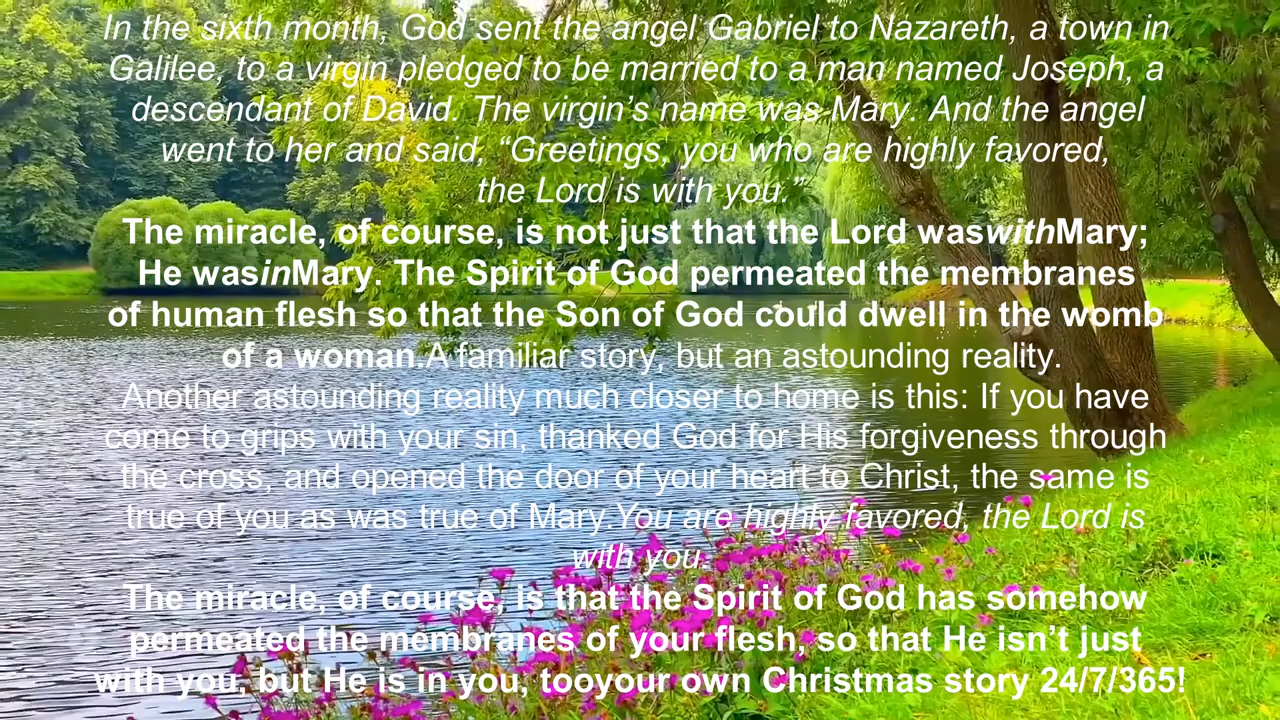 In the sixth month, God sent the angel Gabriel to Nazareth, a town in
Galilee, to a virgin pledged to be married to a man named Joseph, a
descendant of David. The virgin’s name was Mary. And the angel
went to her and said, “Greetings, you who are highly favored,
the Lord is with you.”
The miracle, of course, is not just that the Lord waswithMary;
He wasinMary. The Spirit of God permeated the membranes
of human flesh so that the Son of God could dwell in the womb
of a woman.A familiar story, but an astounding reality.
Another astounding reality much closer to home is this: If you have
come to grips with your sin, thanked God for His forgiveness through
the cross, and opened the door of your heart to Christ, the same is
true of you as was true of Mary.You are highly favored, the Lord is
with you.
The miracle, of course, is that the Spirit of God has somehow
permeated the membranes of your flesh, so that He isn’t just
with you, but He is in you, tooyour own Christmas story 24/7/365!